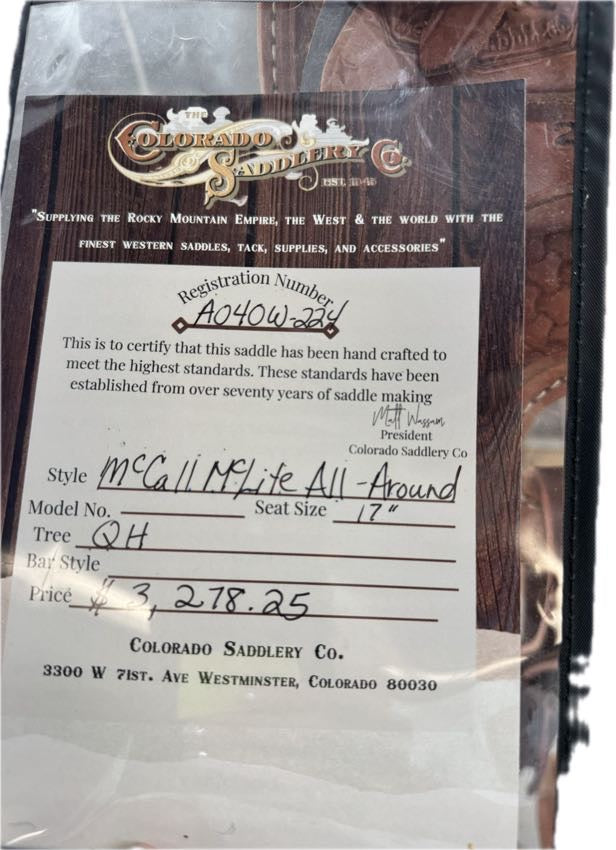 THE
COLORADO
SADDLERY CO.
EST. 1945
"SUPPLYING THE ROCKY MOUNTAIN EMPIRE, THE WEST & THE WORLD WITH THE
FINEST WESTERN SADDLES, TACK, SUPPLIES, AND ACCESSORIES"
Registration Number
A040W-224
This is to certify that this saddle has been hand crafted to
meet the highest standards. These standards have been
established from over seventy years of saddle making
Matt Wassam
President
Colorado Saddlery Co
Style McCall McLite All-Around
Model No. Seat Size 17"
Tree QH
Bar Style
Price $ 3,278.25
COLORADO SADDLERY CO.
3300 W 71ST. AVE WESTMINSTER, COLORADO 80030